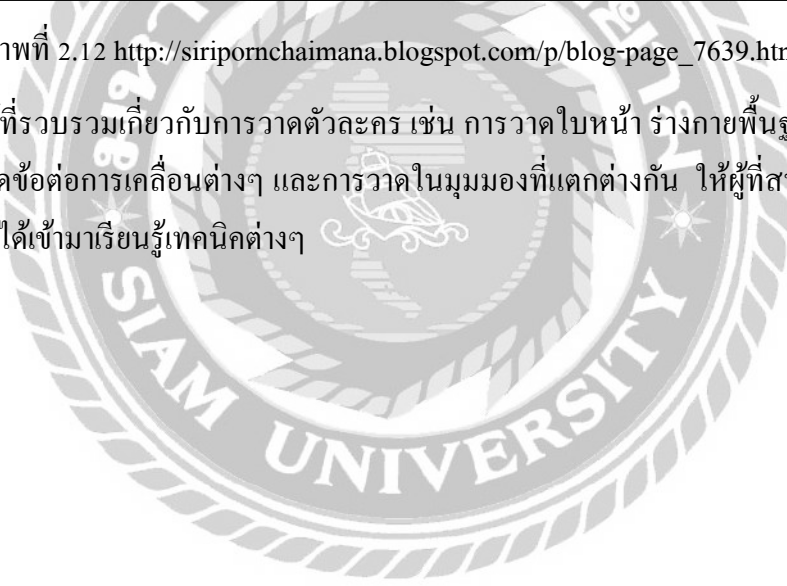 าพที่ 2.12 http://siripornchaimana.blogspot.com/p/blog-page_7639.htm
ที่รวบรวมเกี่ยวกับการวาดตัวละคร เช่น การวาดใบหน้า ร่างกายพื้นฐ
ดข้อต่อการเคลื่อนต่างๆ และการวาดในมุมมองที่แตกต่างกัน ให้ผู้ที่ส
ได้เข้ามาเรียนรู้เทคนิคต่างๆ
SIAM UNIVERSITY